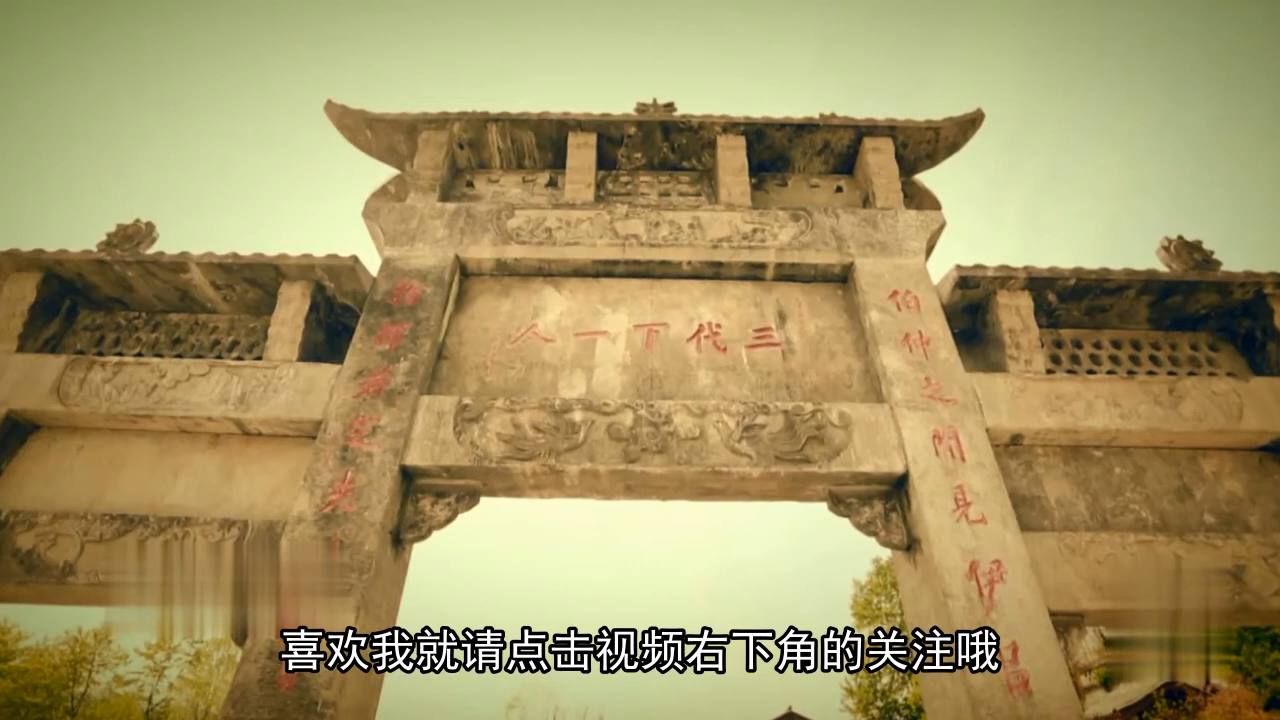 三代下一人
伯仲之間見伊吕
喜欢我就请点击视频右下角的关注哦